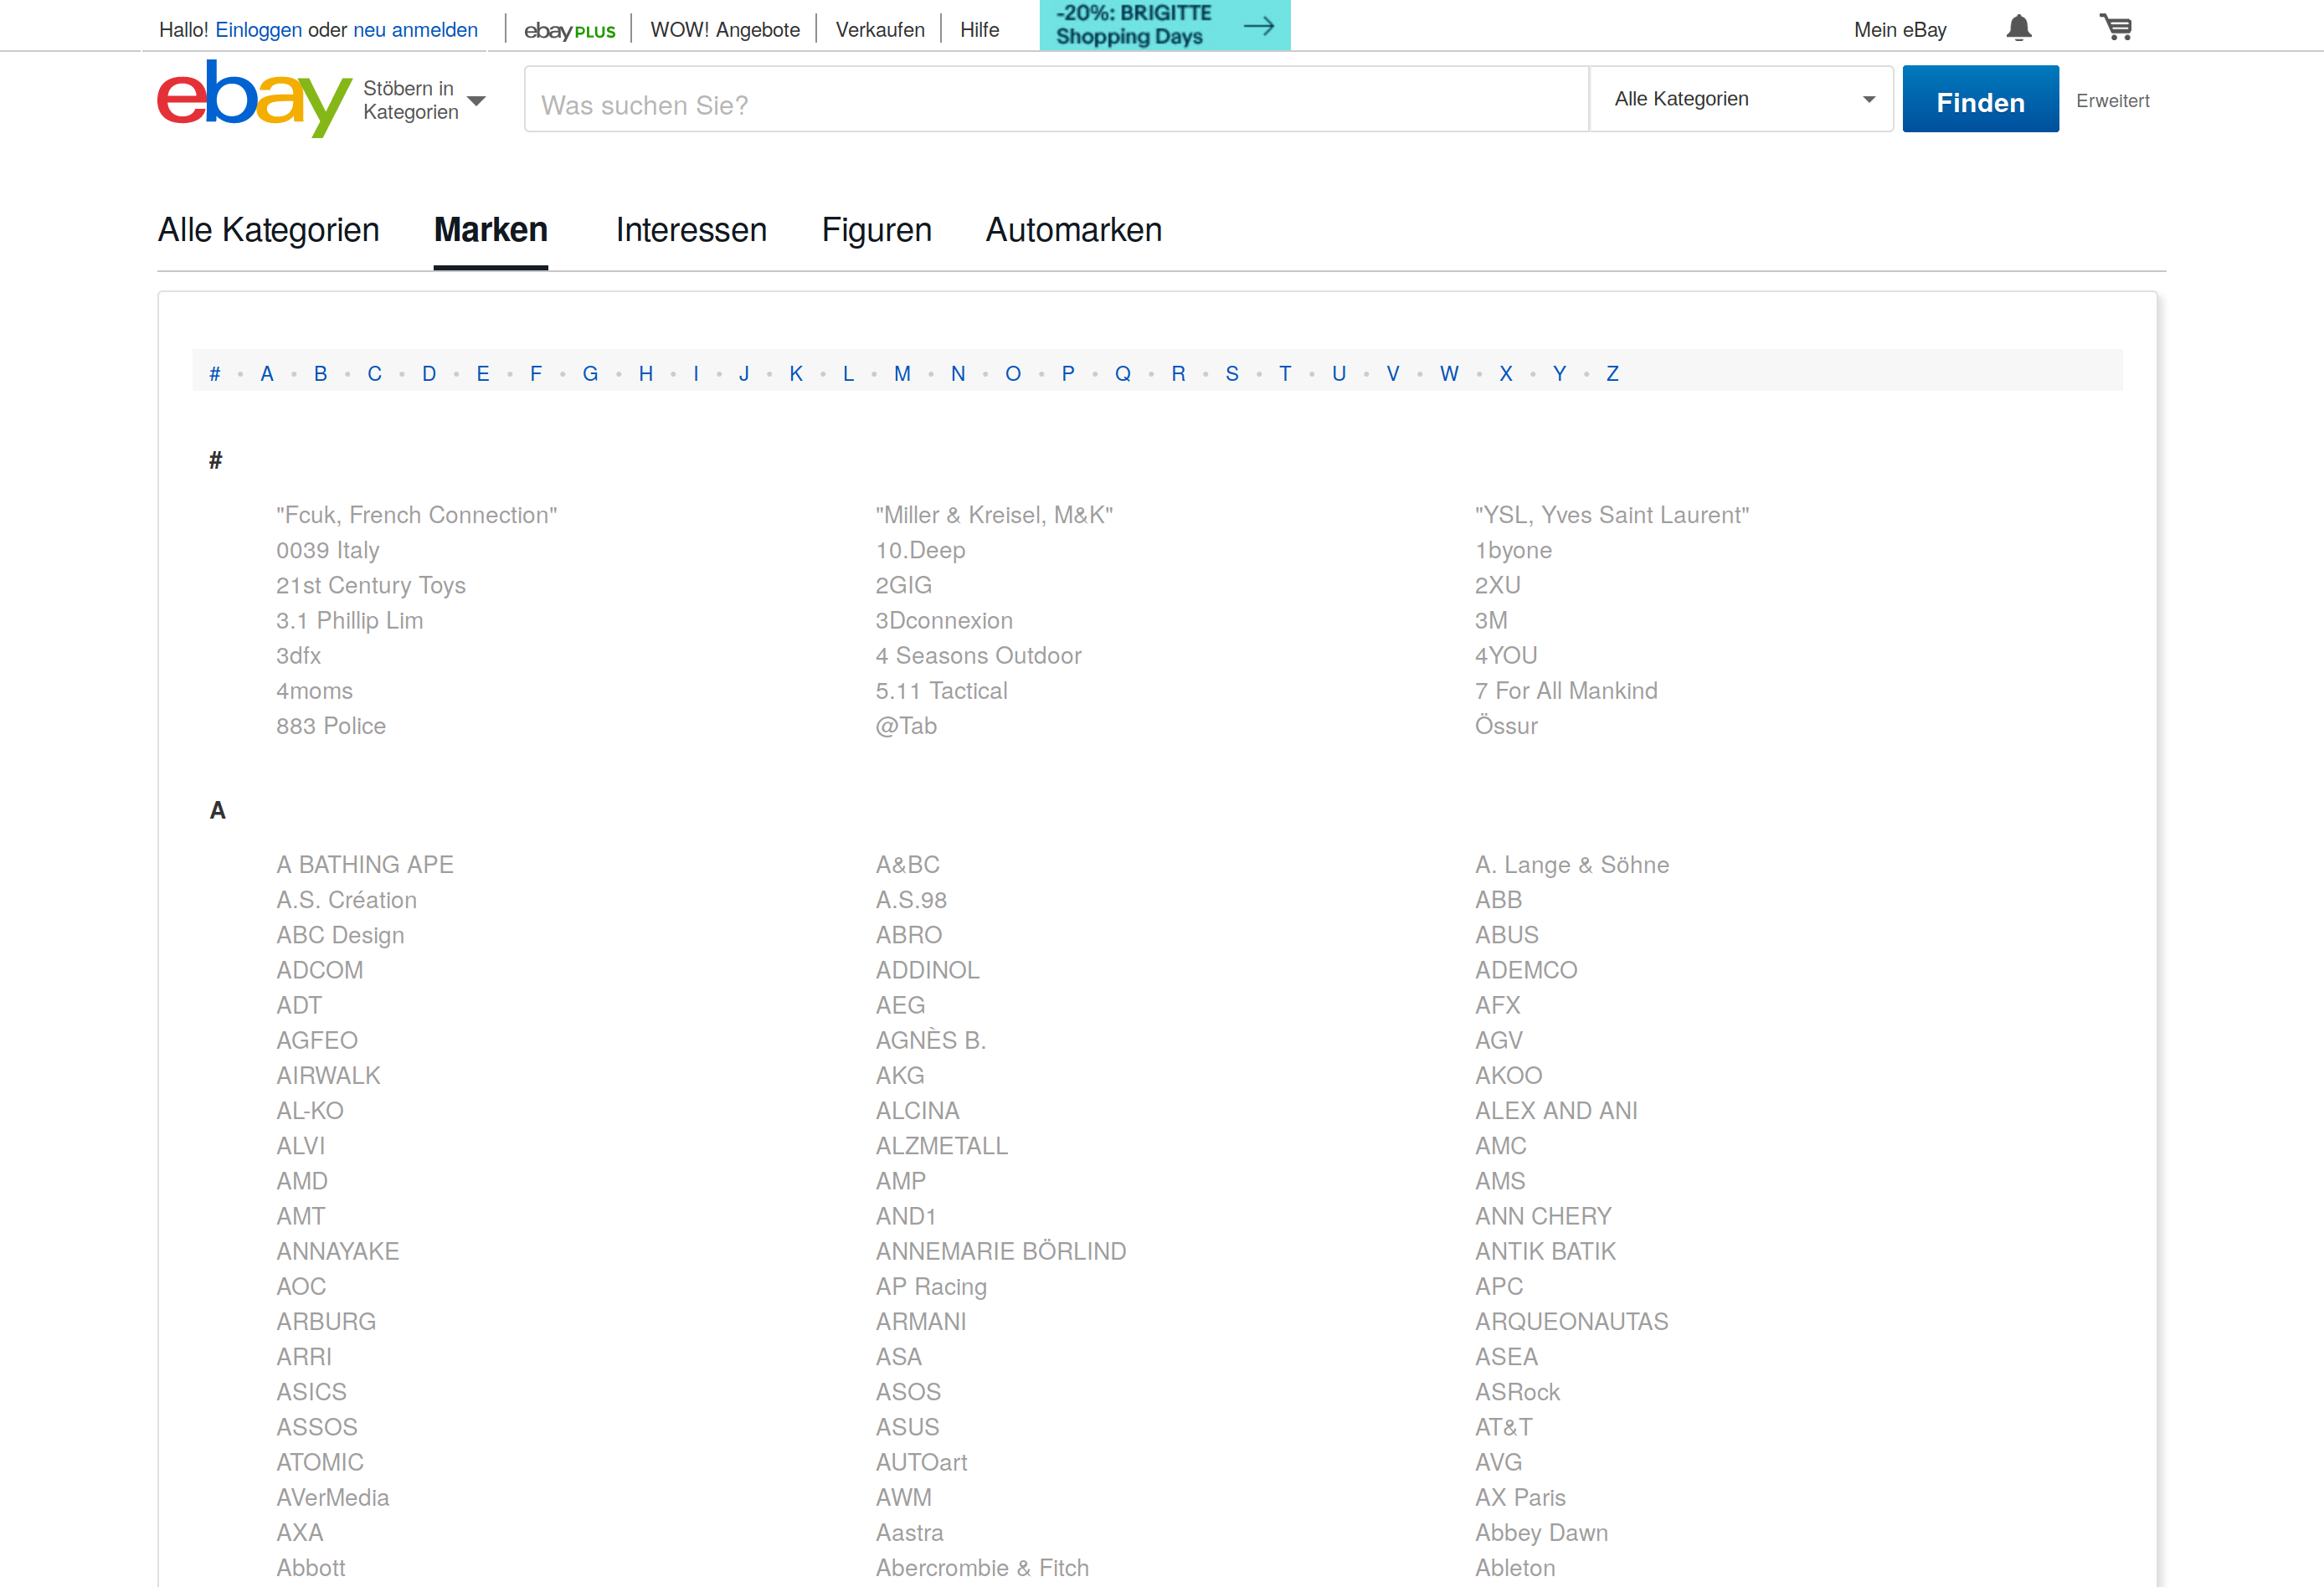 Hallo! Einloggen oder neu anmelden ebay PLUS WOW! Angebote Verkaufen Hilfe -20%: BRIGITTE Shopping Days Mein eBay
ebay Stöbern in Kategorien Was suchen Sie? Alle Kategorien Finden Erweitert
Alle Kategorien Marken Interessen Figuren Automarken
# • A • B • C • D • E • F • G • H • I • J • K • L • M • N • O • P • Q • R • S • T • U • V • W • X • Y • Z
#
"Fcuk, French Connection" "Miller & Kreisel, M&K" "YSL, Yves Saint Laurent"
0039 Italy 10.Deep 1byone
21st Century Toys 2GIG 2XU
3.1 Phillip Lim 3Dconnexion 3M
3dfx 4 Seasons Outdoor 4YOU
4moms 5.11 Tactical 7 For All Mankind
883 Police @Tab Össur
A
A BATHING APE A&BC A. Lange & Söhne
A.S. Création A.S.98 ABB
ABC Design ABRO ABUS
ADCOM ADDINOL ADEMCO
ADT AEG AFX
AGFEO AGNÈS B. AGV
AIRWALK AKG AKOO
AL-KO ALCINA ALEX AND ANI
ALVI ALZMETALL AMC
AMD AMP AMS
AMT AND1 ANN CHERY
ANNAYAKE ANNEMARIE BÖRLIND ANTIK BATIK
AOC AP Racing APC
ARBURG ARMANI ARQUEONAUTAS
ARRI ASA ASEA
ASICS ASOS ASRock
ASSOS ASUS AT&T
ATOMIC AUTOart AVG
AVerMedia AWM AX Paris
AXA Aastra Abbey Dawn
Abbott Abercrombie & Fitch Ableton